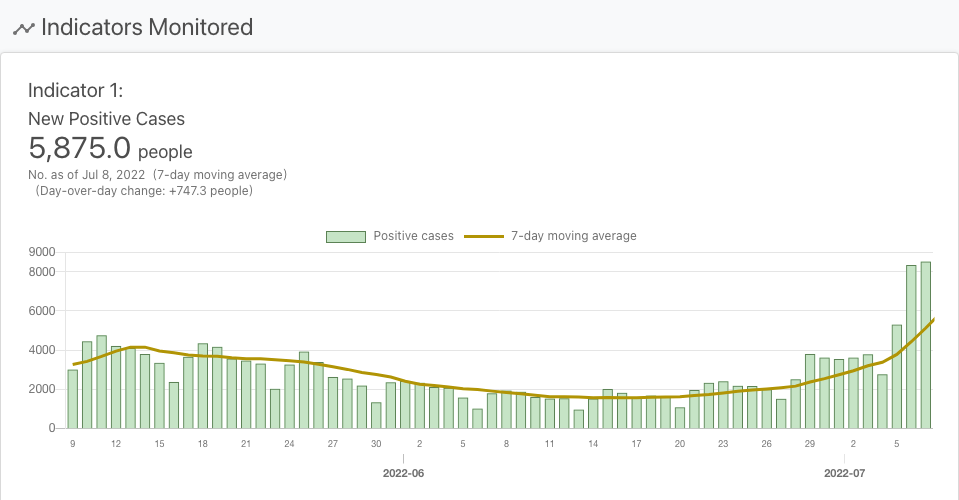 Indicators Monitored
Indicator 1:
New Positive Cases
5,875.0 people
No. as of Jul 8, 2022 (7-day moving average)
(Day-over-day change: +747.3 people)
Positive cases 7-day moving average
9000
8000
6000
4000
2000
0
9 12 15 18 21 24 27 30 2 5 8 11 14 17 20 23 26 29 2 5
2022-06 2022-07